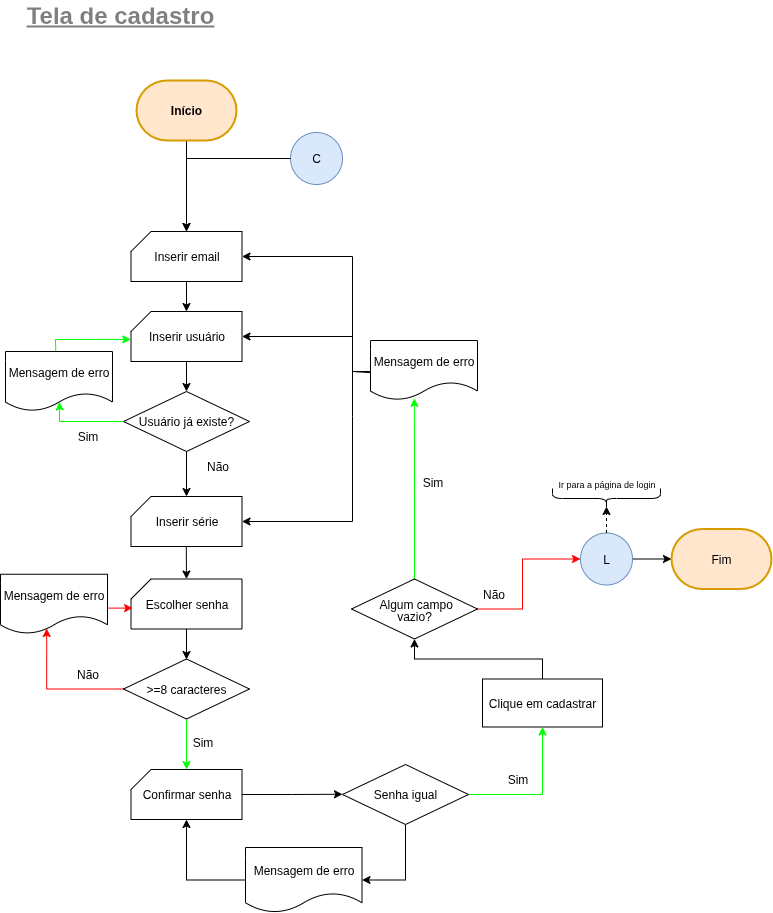 Tela de cadastro
Início
C
Inserir email
Inserir usuário
Mensagem de erro
Mensagem de erro
Usuário já existe?
Sim
Não
Sim
Ir para a página de login
Inserir série
L
Fim
Mensagem de erro
Escolher senha
Algum campo
vazio?
Não
Não
>=8 caracteres
Clique em cadastrar
Sim
Sim
Confirmar senha
Senha igual
Mensagem de erro